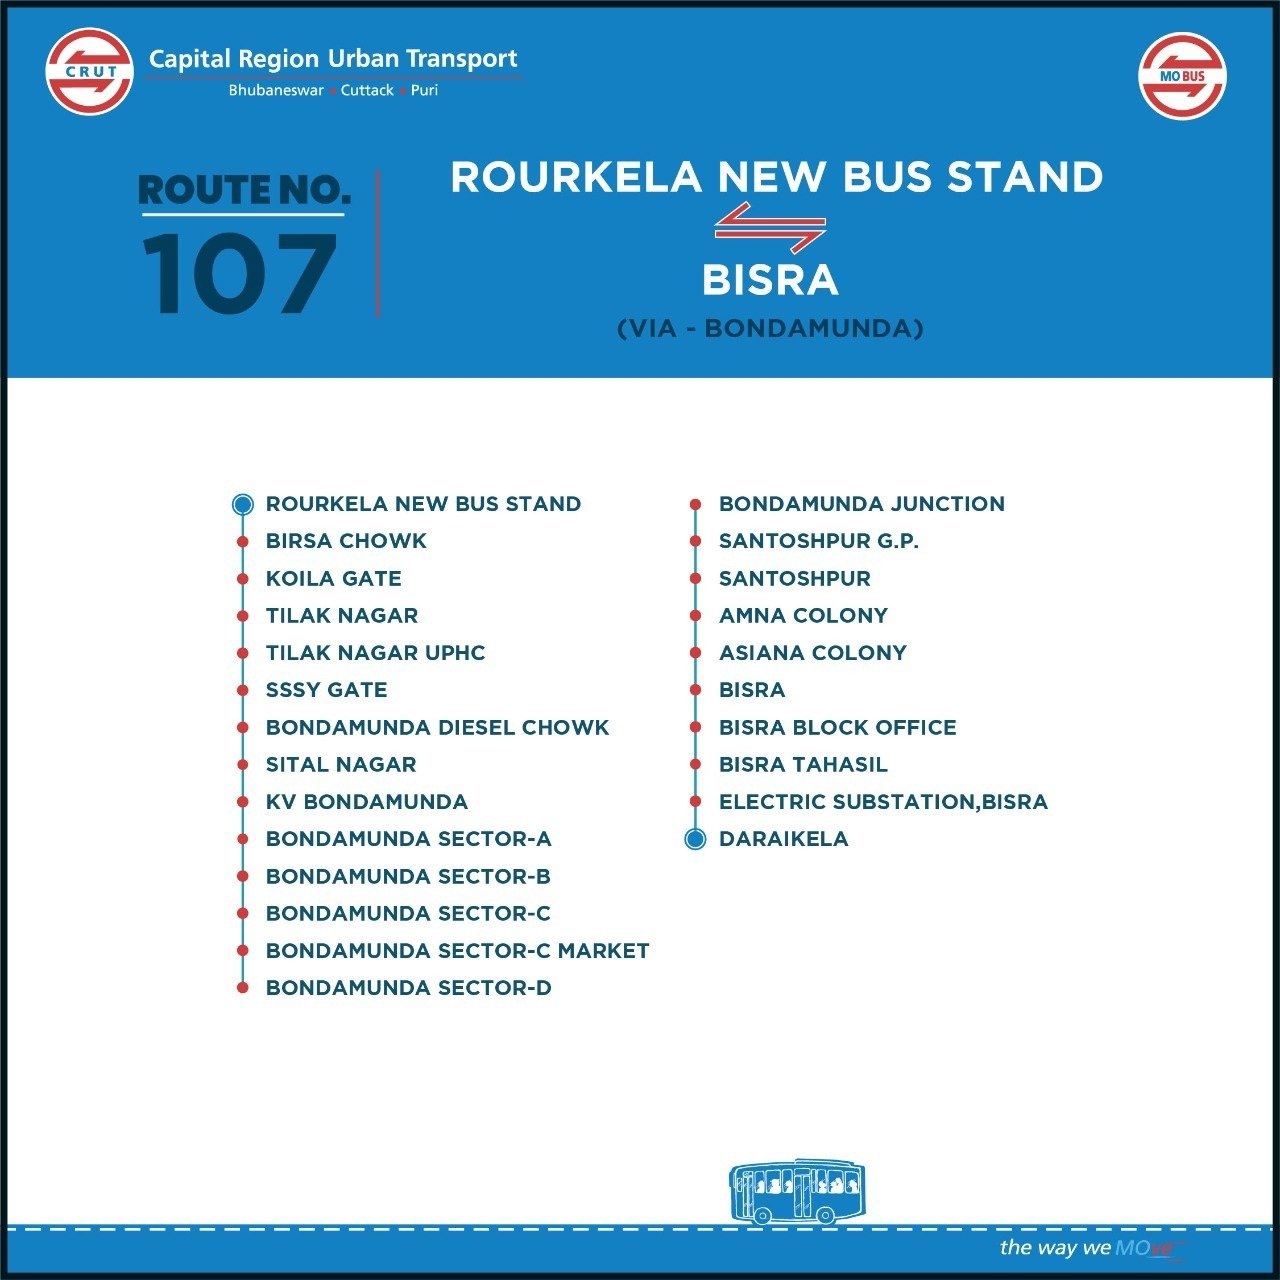 CRUT
Capital Region Urban Transport
Bhubaneswar • Cuttack • Puri
MO BUS
ROUTE NO.
107
ROURKELA NEW BUS STAND
BISRA
(VIA - BONDAMUNDA)
ROURKELA NEW BUS STAND
BIRSA CHOWK
KOILA GATE
TILAK NAGAR
TILAK NAGAR UPHC
SSSY GATE
BONDAMUNDA DIESEL CHOWK
SITAL NAGAR
KV BONDAMUNDA
BONDAMUNDA SECTOR-A
BONDAMUNDA SECTOR-B
BONDAMUNDA SECTOR-C
BONDAMUNDA SECTOR-C MARKET
BONDAMUNDA SECTOR-D
BONDAMUNDA JUNCTION
SANTOSHPUR G.P.
SANTOSHPUR
AMNA COLONY
ASIANA COLONY
BISRA
BISRA BLOCK OFFICE
BISRA TAHASIL
ELECTRIC SUBSTATION,BISRA
DARAIKELA
the way we MOve